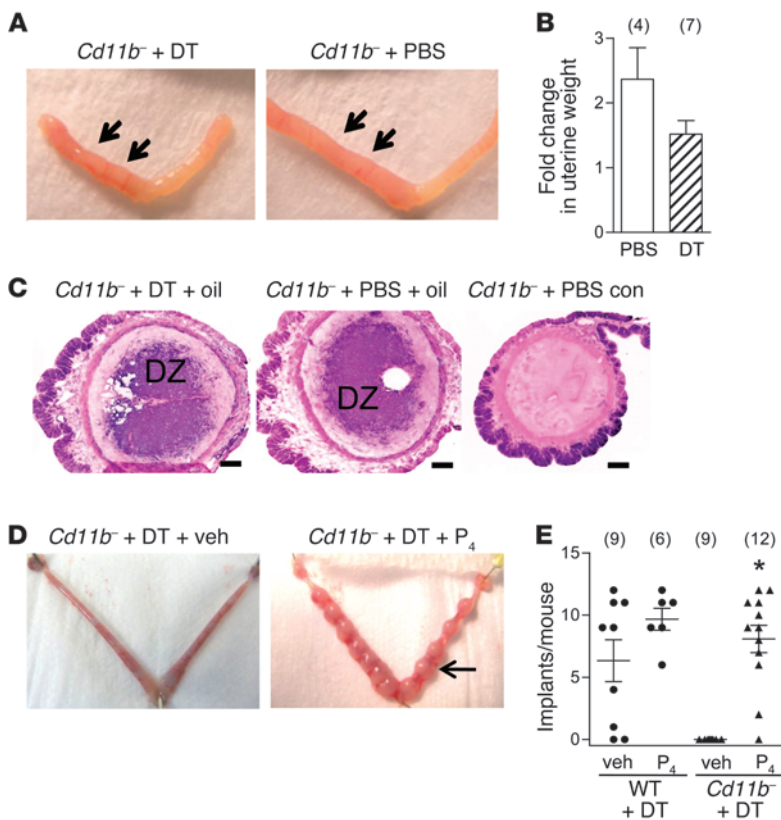 A
Cd11b⁻ + DT
Cd11b⁻ + PBS
B
(4) (7)
Fold change
in uterine weight
3
2
1
0
PBS DT
C
Cd11b⁻ + DT + oil
Cd11b⁻ + PBS + oil
Cd11b⁻ + PBS con
DZ
DZ
D
Cd11b⁻ + DT + veh
Cd11b⁻ + DT + P₄
E
(9) (6) (9) (12)
*
Implants/mouse
15
10
5
0
veh P₄ veh P₄
WT
+ DT
Cd11b⁻
+ DT